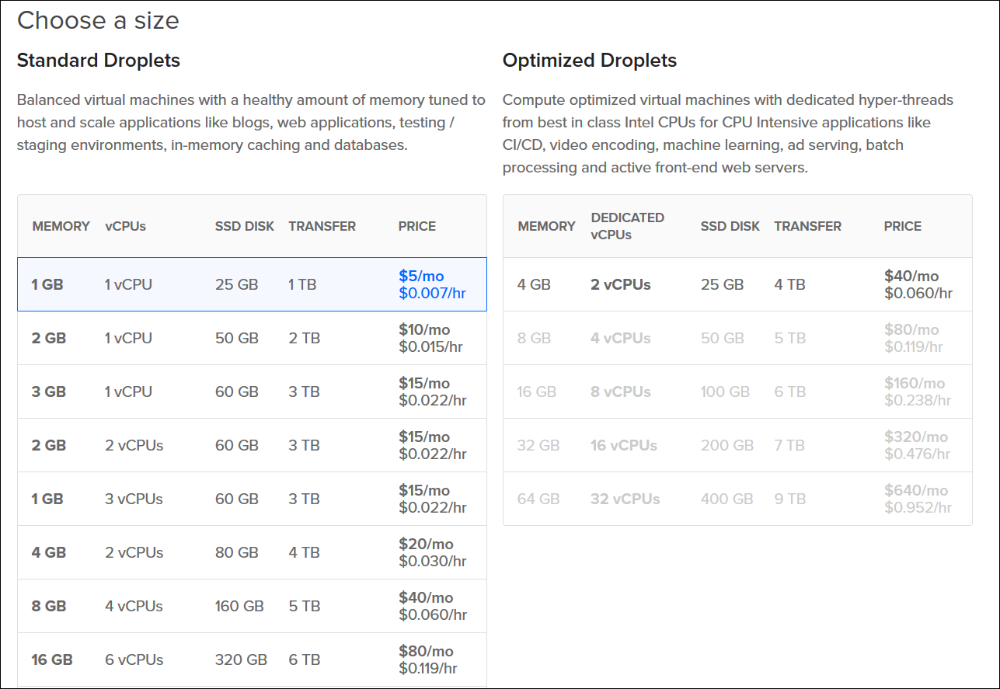 Choose a size
Standard Droplets
Balanced virtual machines with a healthy amount of memory tuned to
host and scale applications like blogs, web applications, testing /
staging environments, in-memory caching and databases.
MEMORY vCPUs SSD DISK TRANSFER PRICE
1 GB 1 vCPU 25 GB 1 TB $5/mo
$0.007/hr
2 GB 1 vCPU 50 GB 2 TB $10/mo
$0.015/hr
3 GB 1 vCPU 60 GB 3 TB $15/mo
$0.022/hr
2 GB 2 vCPUs 60 GB 3 TB $15/mo
$0.022/hr
1 GB 3 vCPUs 60 GB 3 TB $15/mo
$0.022/hr
4 GB 2 vCPUs 80 GB 4 TB $20/mo
$0.030/hr
8 GB 4 vCPUs 160 GB 5 TB $40/mo
$0.060/hr
16 GB 6 vCPUs 320 GB 6 TB $80/mo
$0.119/hr
Optimized Droplets
Compute optimized virtual machines with dedicated hyper-threads
from best in class Intel CPUs for CPU Intensive applications like
CI/CD, video encoding, machine learning, ad serving, batch
processing and active front-end web servers.
MEMORY DEDICATED vCPUs SSD DISK TRANSFER PRICE
4 GB 2 vCPUs 25 GB 4 TB $40/mo
$0.060/hr
8 GB 4 vCPUs 50 GB 5 TB $80/mo
$0.119/hr
16 GB 8 vCPUs 100 GB 6 TB $160/mo
$0.238/hr
32 GB 16 vCPUs 200 GB 7 TB $320/mo
$0.476/hr
64 GB 32 vCPUs 400 GB 9 TB $640/mo
$0.952/hr